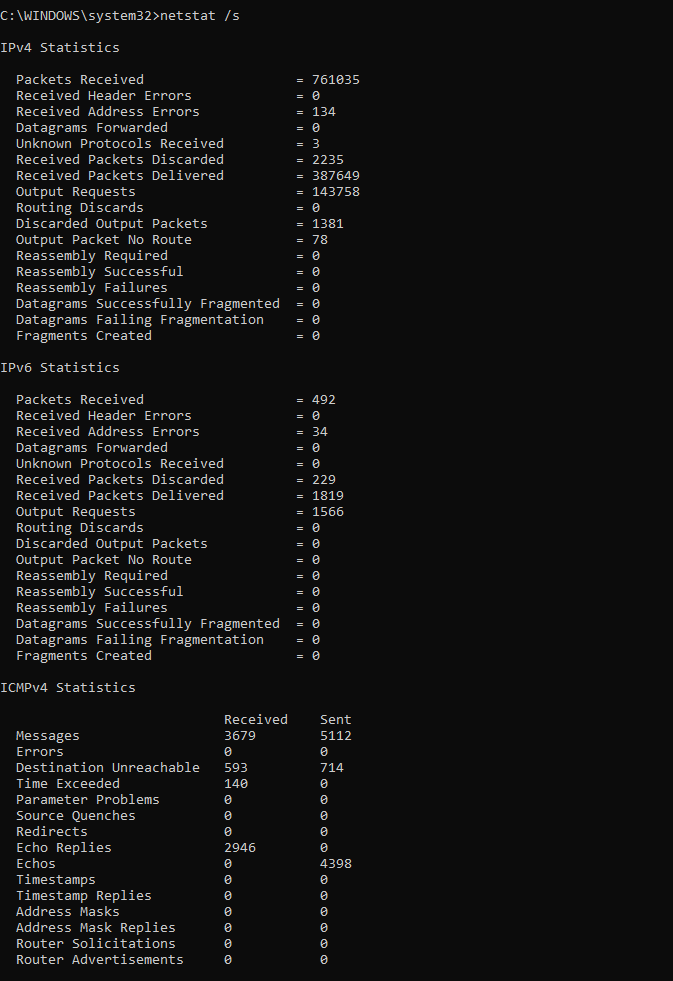 C:\WINDOWS\system32>netstat /s
IPv4 Statistics
Packets Received = 761035
Received Header Errors = 0
Received Address Errors = 134
Datagrams Forwarded = 0
Unknown Protocols Received = 3
Received Packets Discarded = 2235
Received Packets Delivered = 387649
Output Requests = 143758
Routing Discards = 0
Discarded Output Packets = 1381
Output Packet No Route = 78
Reassembly Required = 0
Reassembly Successful = 0
Reassembly Failures = 0
Datagrams Successfully Fragmented = 0
Datagrams Failing Fragmentation = 0
Fragments Created = 0
IPv6 Statistics
Packets Received = 492
Received Header Errors = 0
Received Address Errors = 34
Datagrams Forwarded = 0
Unknown Protocols Received = 0
Received Packets Discarded = 229
Received Packets Delivered = 1819
Output Requests = 1566
Routing Discards = 0
Discarded Output Packets = 0
Output Packet No Route = 0
Reassembly Required = 0
Reassembly Successful = 0
Reassembly Failures = 0
Datagrams Successfully Fragmented = 0
Datagrams Failing Fragmentation = 0
Fragments Created = 0
ICMPv4 Statistics
Received Sent
Messages 3679 5112
Errors 0 0
Destination Unreachable 593 714
Time Exceeded 140 0
Parameter Problems 0 0
Source Quenches 0 0
Redirects 0 0
Echo Replies 2946 0
Echos 0 4398
Timestamps 0 0
Timestamp Replies 0 0
Address Masks 0 0
Address Mask Replies 0 0
Router Solicitations 0 0
Router Advertisements 0 0